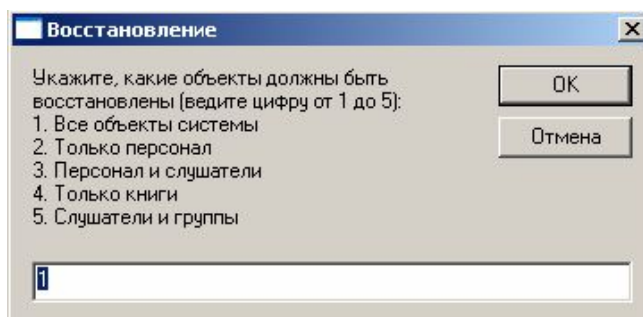 Восстановление
Укажите, какие объекты должны быть
восстановлены (ведите цифру от 1 до 5):
1. Все объекты системы
2. Только персонал
3. Персонал и слушатели
4. Только книги
5. Слушатели и группы
OK
Отмена
1